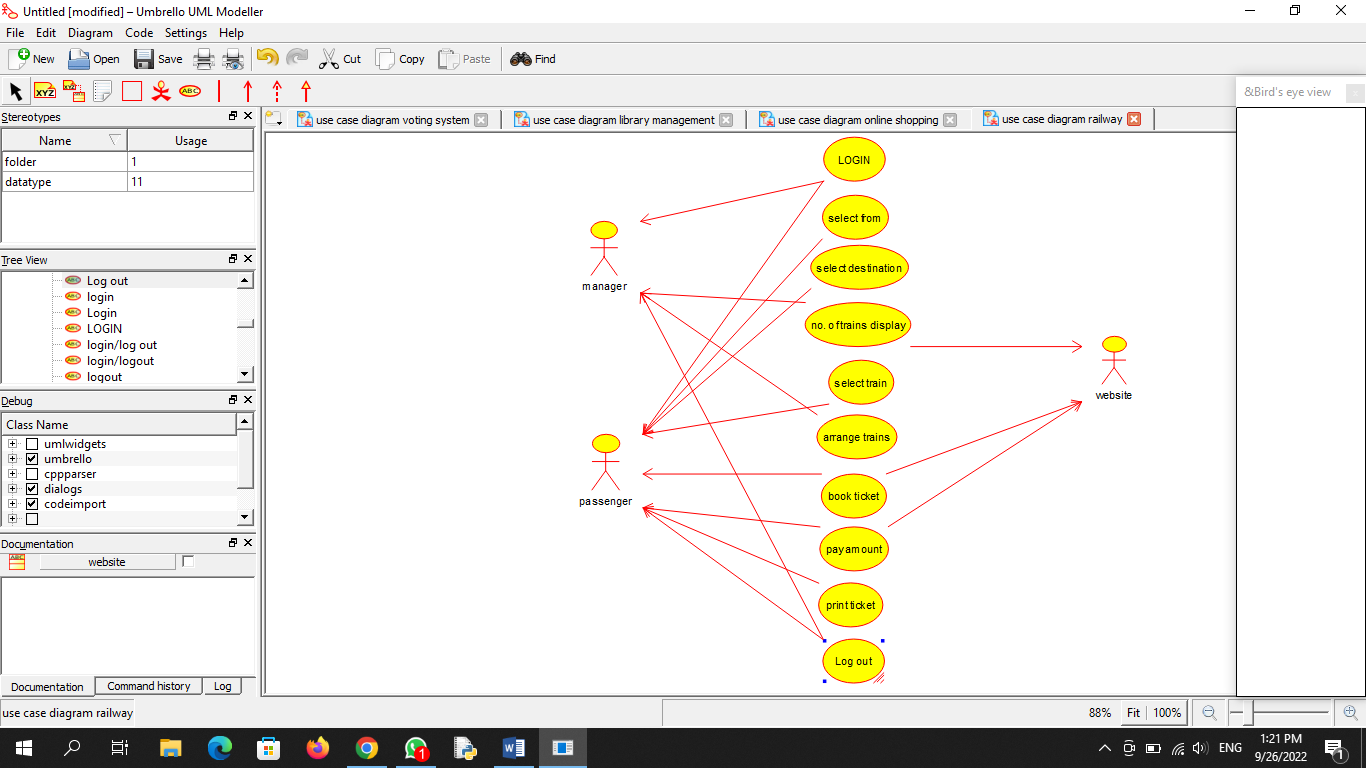 Untitled [modified] – Umbrello UML Modeller
File Edit Diagram Code Settings Help
New Open Save Cut Copy Paste Find
XYZ XYZ ABC
&Bird's eye view
Stereotypes
Name Usage
folder 1
datatype 11
Tree View
Log out
login
Login
LOGIN
login/log out
login/logout
logout
Debug
Class Name
umlwidgets
umbrello
cppparser
dialogs
codeimport
Documentation
website
Documentation Command history Log
use case diagram voting system use case diagram library management use case diagram online shopping use case diagram railway
LOGIN
select from
select destination
manager
no. of trains display
select train
website
arrange trains
book ticket
passenger
pay amount
print ticket
Log out
use case diagram railway
88% Fit 100%
ENG
1:21 PM
9/26/2022
1
1